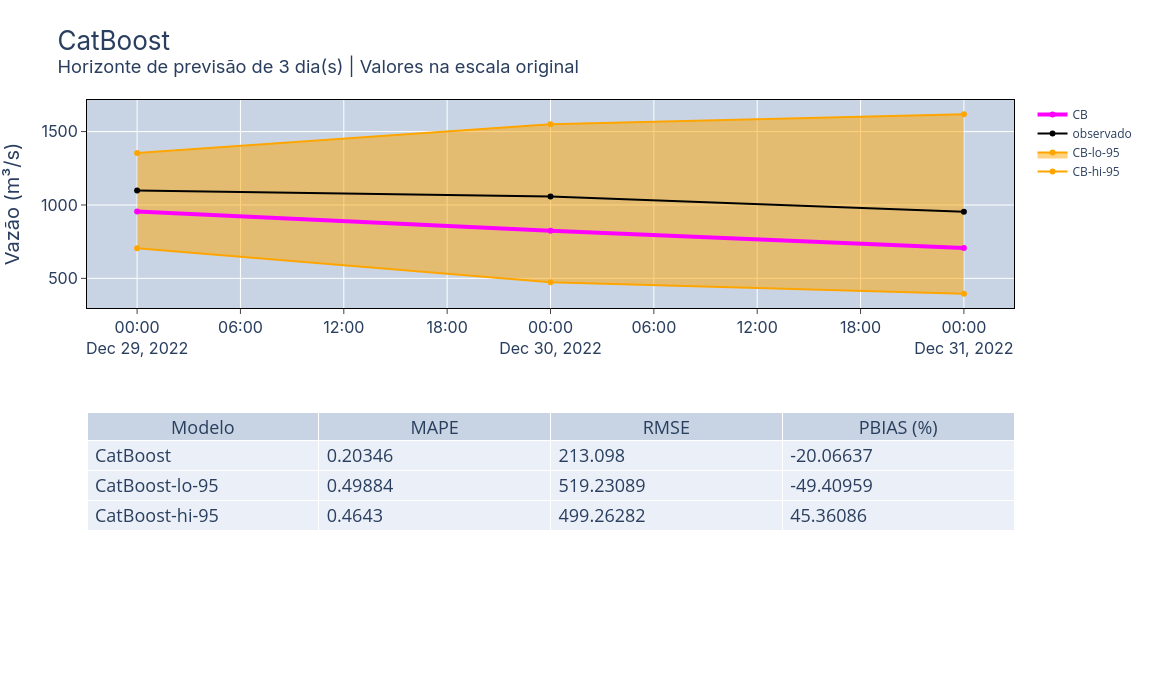 CatBoost
Horizonte de previsão de 3 dia(s) | Valores na escala original
Vazão (m³/s)
1500
1000
500
00:00 06:00 12:00 18:00 00:00 06:00 12:00 18:00 00:00
Dec 29, 2022 Dec 30, 2022 Dec 31, 2022
CB
observado
CB-lo-95
CB-hi-95
Modelo MAPE RMSE PBIAS (%)
CatBoost 0.20346 213.098 -20.06637
CatBoost-lo-95 0.49884 519.23089 -49.40959
CatBoost-hi-95 0.4643 499.26282 45.36086